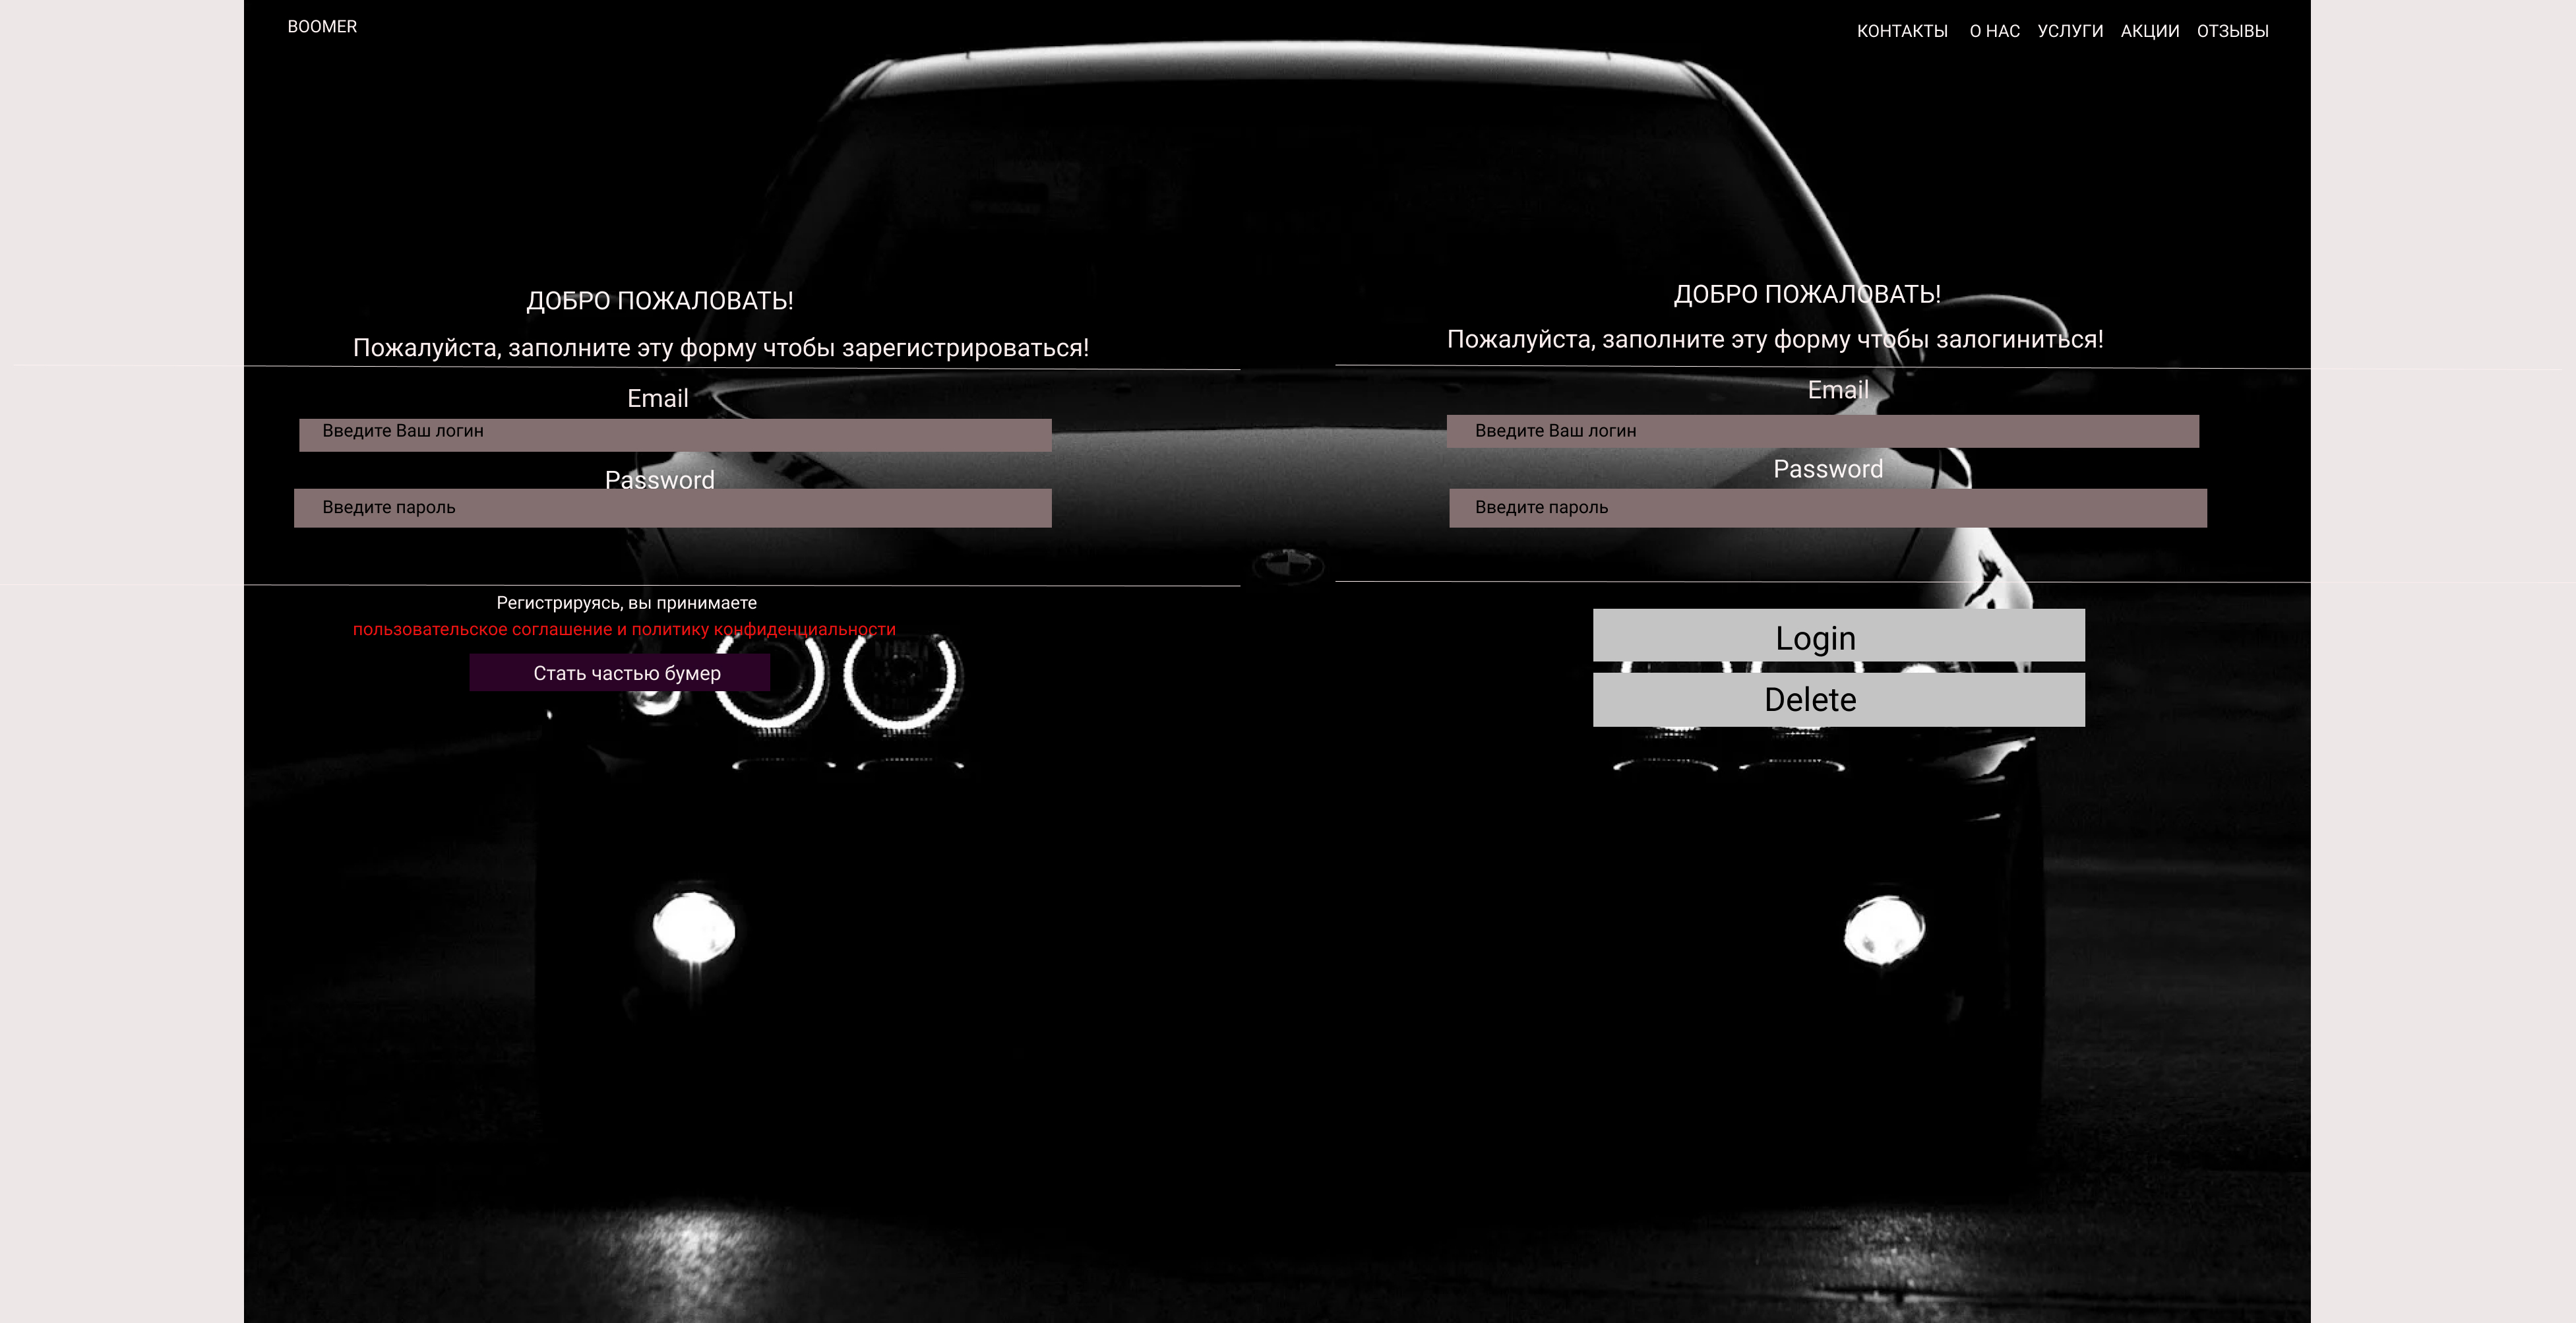 BOOMER
КОНТАКТЫ О НАС УСЛУГИ АКЦИИ ОТЗЫВЫ
ДОБРО ПОЖАЛОВАТЬ!
Пожалуйста, заполните эту форму чтобы зарегистрироваться!
Email
Введите Ваш логин
Password
Введите пароль
Регистрируясь, вы принимаете
пользовательское соглашение и политику конфиденциальности
Стать частью бумер
ДОБРО ПОЖАЛОВАТЬ!
Пожалуйста, заполните эту форму чтобы залогиниться!
Email
Введите Ваш логин
Password
Введите пароль
Login
Delete